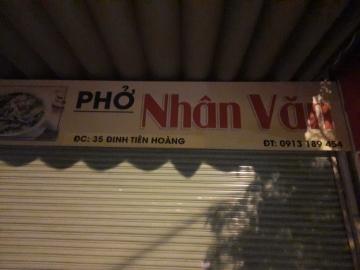 PHỞ Nhân Văn
ĐC: 35 ĐINH TIÊN HOÀNG ĐT: 0913 189 454